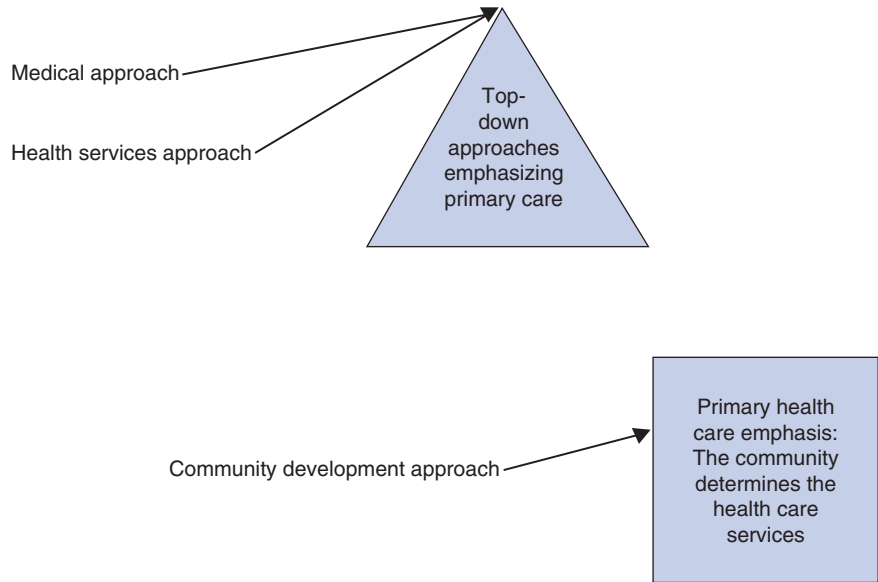 Medical approach
Health services approach
Top-
down
approaches
emphasizing
primary care
Community development approach
Primary health
care emphasis:
The community
determines the
health care
services